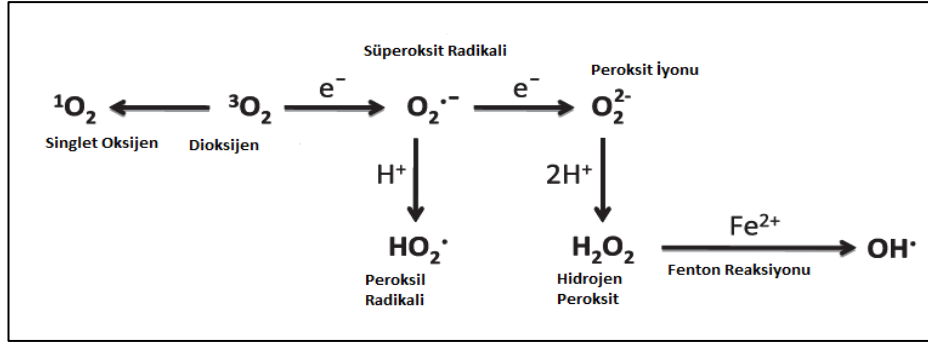 Süperoksit Radikali
Peroksit İyonu
¹O₂ ³O₂ e⁻ O₂·⁻ e⁻ O₂²⁻
Singlet Oksijen Dioksijen
H⁺ 2H⁺
HO₂· H₂O₂ Fe²⁺ OH·
Peroksil Radikali
Hidrojen Peroksit
Fenton Reaksiyonu